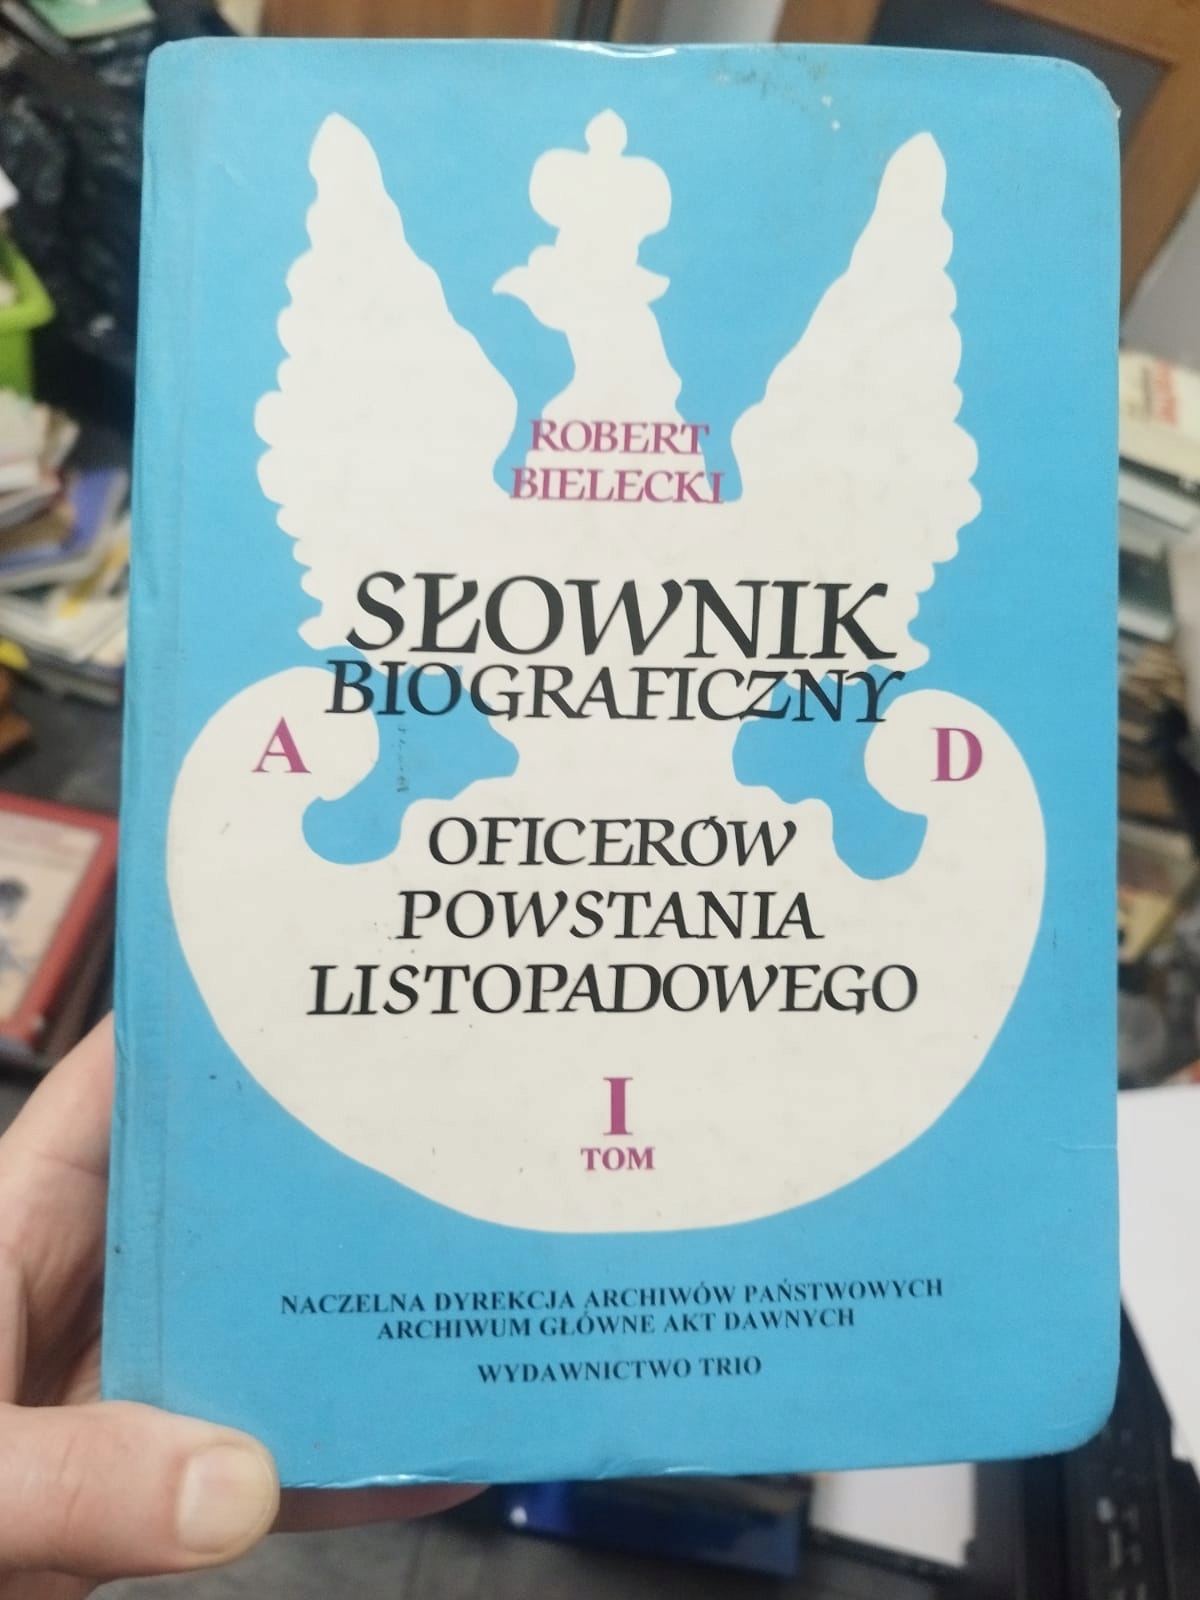 ROBERT
BIELECKI
SŁOWNIK
BIOGRAFICZNY
A D
OFICERÓW
POWSTANIA
LISTOPADOWEGO
I
TOM
NACZELNA DYREKCJA ARCHIWÓW PAŃSTWOWYCH
ARCHIWUM GŁÓWNE AKT DAWNYCH
WYDAWNICTWO TRIO